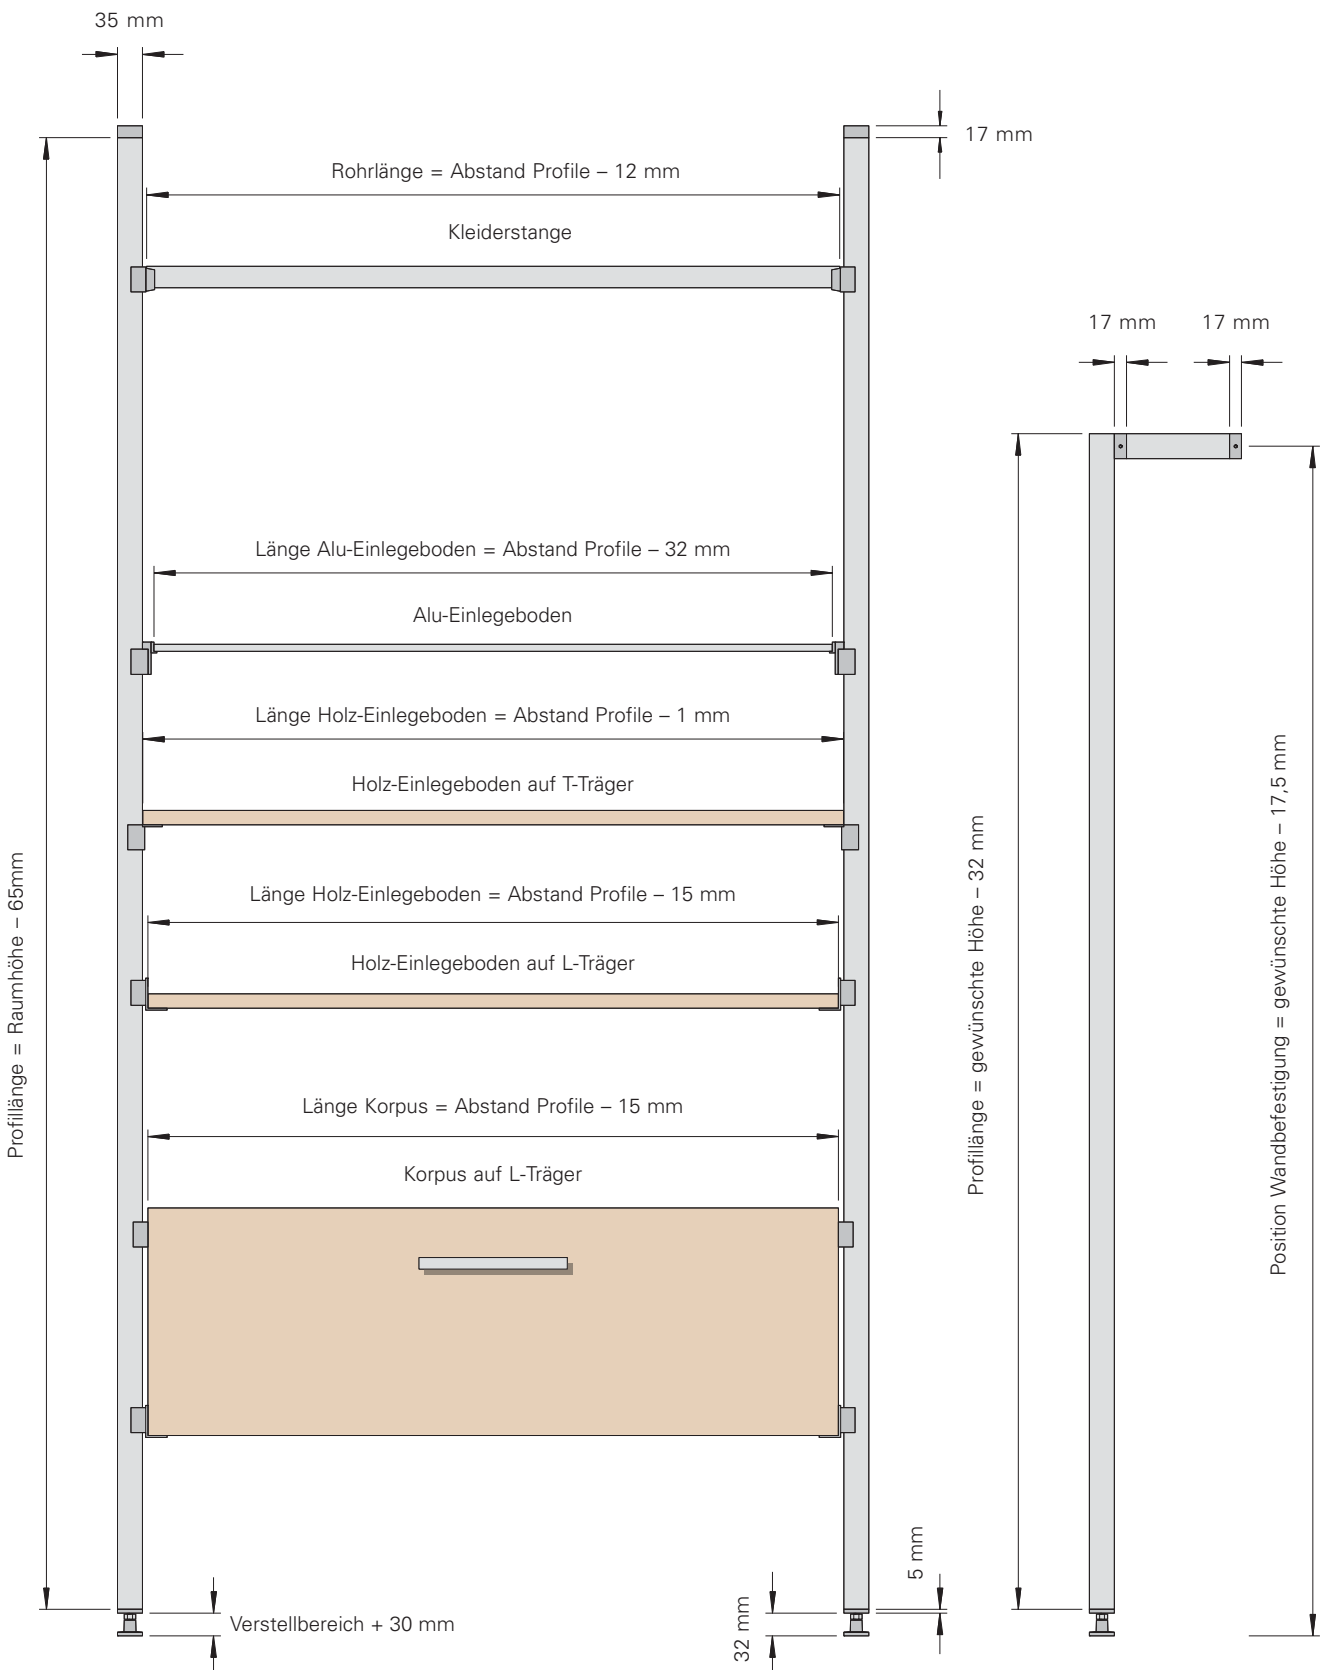 35 mm
17 mm
Rohrlänge = Abstand Profile – 12 mm
Kleiderstange
17 mm
17 mm
Länge Alu-Einlegeboden = Abstand Profile – 32 mm
Alu-Einlegeboden
Länge Holz-Einlegeboden = Abstand Profile – 1 mm
Holz-Einlegeboden auf T-Träger
Länge Holz-Einlegeboden = Abstand Profile – 15 mm
Holz-Einlegeboden auf L-Träger
Länge Korpus = Abstand Profile – 15 mm
Korpus auf L-Träger
Profillänge = Raumhöhe – 65mm
Profillänge = gewünschte Höhe – 32 mm
Position Wandbefestigung = gewünschte Höhe – 17,5 mm
5 mm
Verstellbereich + 30 mm
32 mm